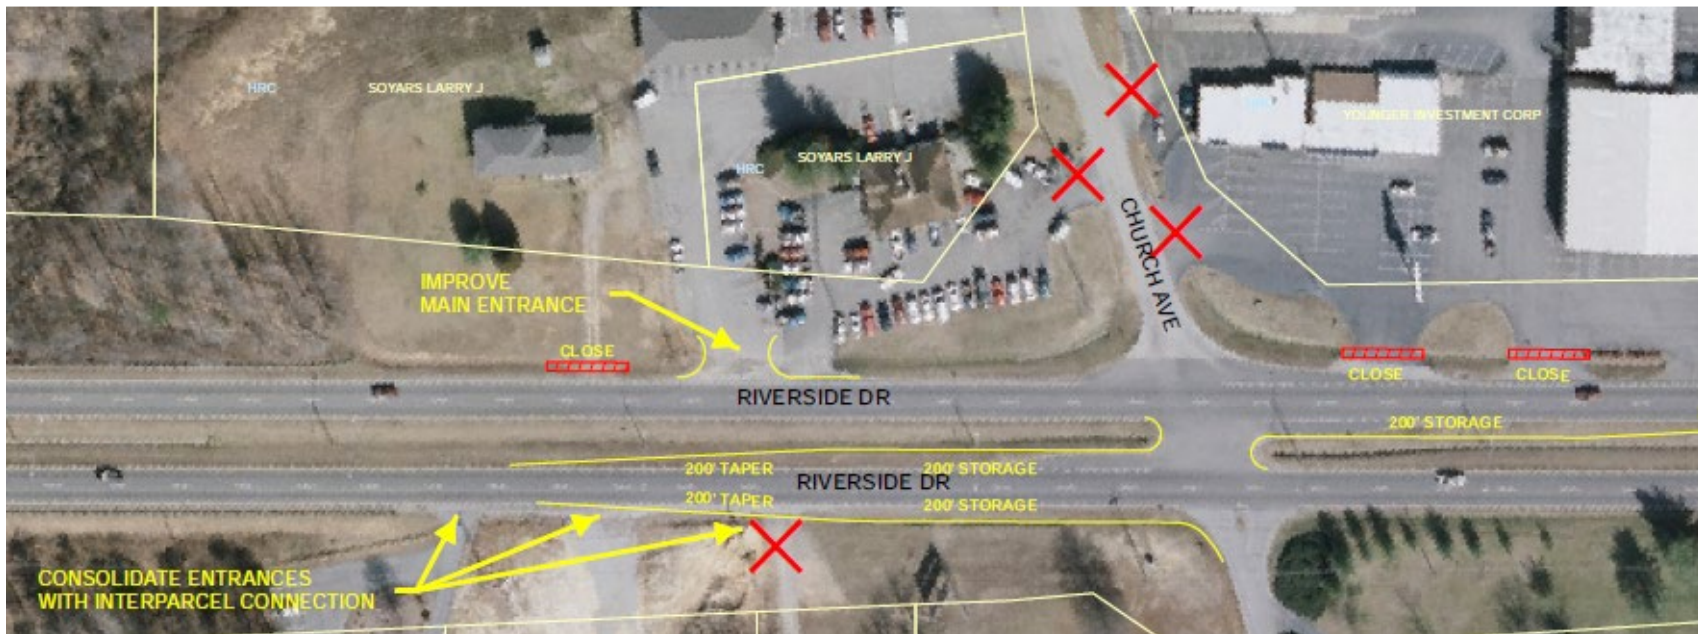 HRC
SOYARS LARRY J
HRC
SOYARS LARRY J
HRC
YOUNGER INVESTMENT CORP
CHURCH AVE
IMPROVE
MAIN ENTRANCE
CLOSE
CLOSE
CLOSE
RIVERSIDE DR
200' STORAGE
200' TAPER
200' STORAGE
RIVERSIDE DR
200' TAPER
200' STORAGE
CONSOLIDATE ENTRANCES
WITH INTERPARCEL CONNECTION